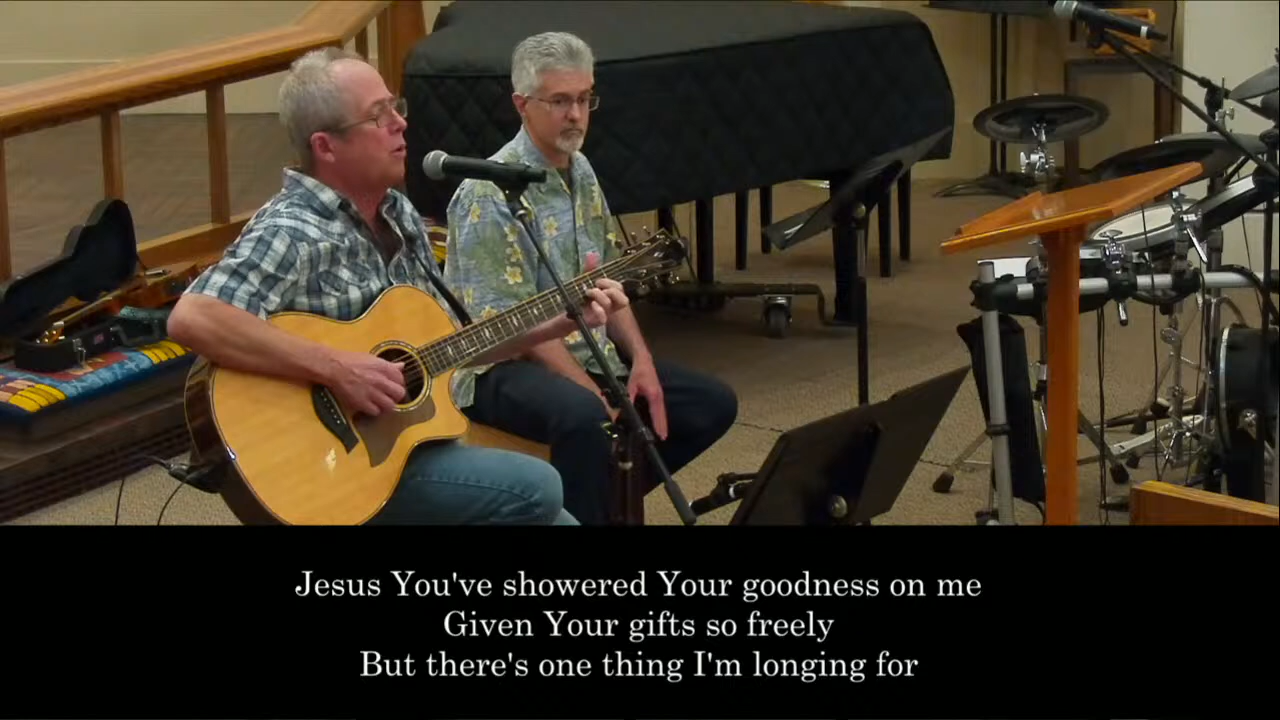 Jesus You've showered Your goodness on me
Given Your gifts so freely
But there's one thing I'm longing for